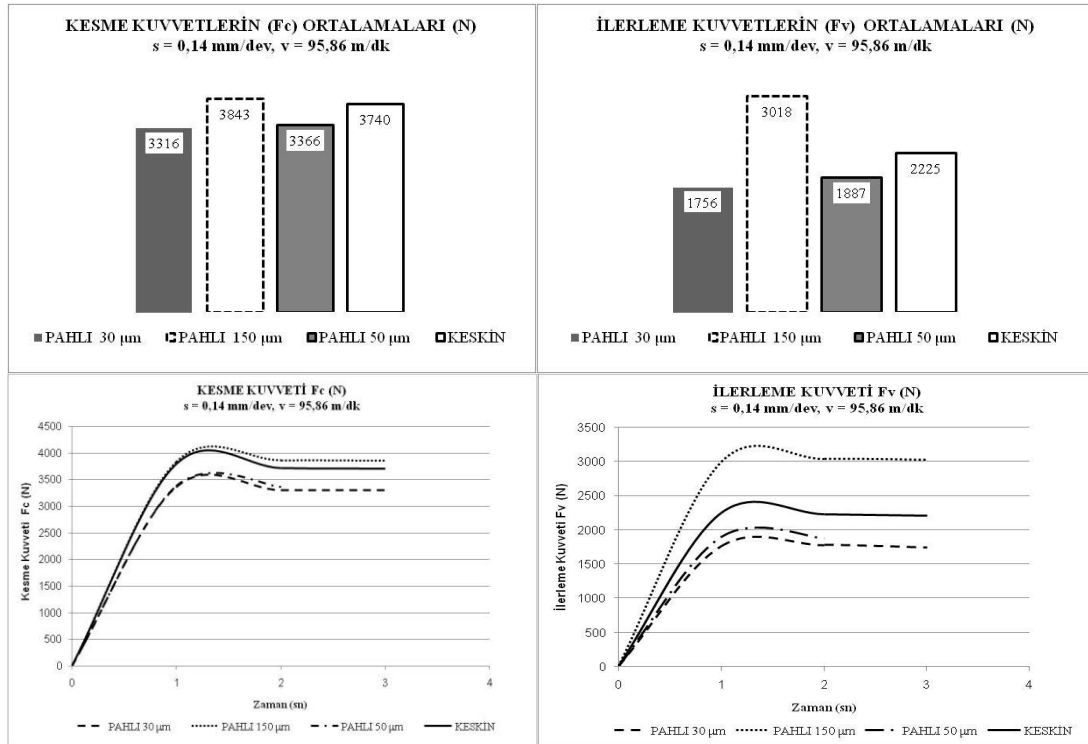 KESME KUVVETLERİN (Fc) ORTALAMALARI (N)
s = 0,14 mm/dev, v = 95,86 m/dk
3316
3843
3366
3740
PAHLI 30 µm
PAHLI 150 µm
PAHLI 50 µm
KESKİN
İLERLEME KUVVETLERİN (Fv) ORTALAMALARI (N)
s = 0,14 mm/dev, v = 95,86 m/dk
1756
3018
1887
2225
PAHLI 30 µm
PAHLI 150 µm
PAHLI 50 µm
KESKİN
KESME KUVVETİ Fc (N)
s = 0,14 mm/dev, v = 95,86 m/dk
Kesme Kuvveti Fc (N)
4500
4000
3500
3000
2500
2000
1500
1000
500
0
0 1 2 3 4
Zaman (sn)
PAHLI 30 µm
PAHLI 150 µm
PAHLI 50 µm
KESKİN
İLERLEME KUVVETİ Fv (N)
s = 0,14 mm/dev, v = 95,86 m/dk
İlerleme Kuvveti Fv (N)
3500
3000
2500
2000
1500
1000
500
0
0 1 2 3 4
Zaman (sn)
PAHLI 30 µm
PAHLI 150 µm
PAHLI 50 µm
KESKİN